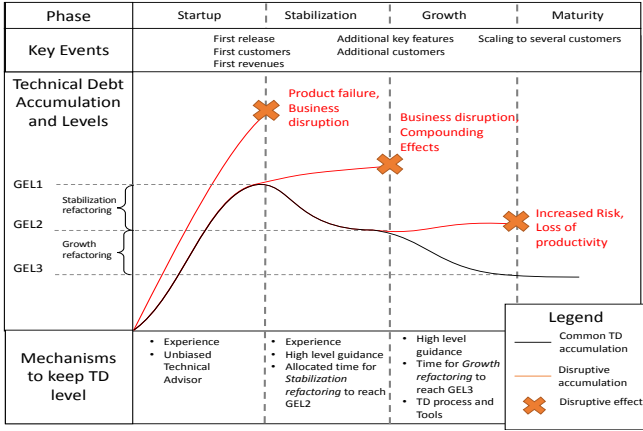 Phase
Startup
Stabilization
Growth
Maturity
Key Events
First release
First customers
First revenues
Additional key features
Additional customers
Scaling to several customers
Technical Debt
Accumulation
and Levels
Product failure,
Business
disruption
Business disruption,
Compounding
Effects
GEL1
Stabilization
refactoring
GEL2
Growth
refactoring
GEL3
Increased Risk,
Loss of
productivity
Mechanisms
to keep TD
level
• Experience
• Unbiased
Technical
Advisor
• Experience
• High level guidance
• Allocated time for
Stabilization
refactoring to reach
GEL2
• High level
guidance
• Time for Growth
refactoring to
reach GEL3
• TD process and
Tools
Legend
Common TD
accumulation
Disruptive
accumulation
Disruptive effect